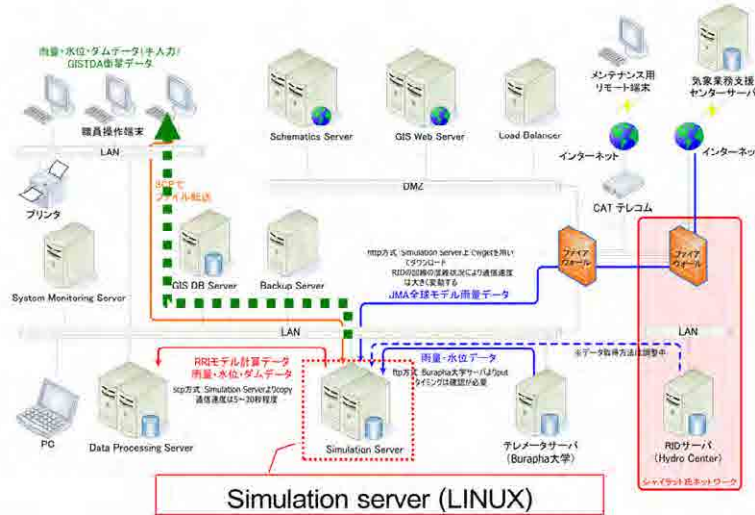 雨量・水位・ダムデータ(手入力)
GISTDA衛星データ
職員操作端末
LAN
プリンタ
SCPで
ファイル転送
Schematics Server
GIS Web Server
Load Balancer
DMZ
メンテナンス用
リモート端末
気象業務支援
センターサーバ
インターネット
インターネット
CAT テレコム
ファイア
ウォール
ファイア
ウォール
System Monitoring Server
GIS DB Server
Backup Server
http方式 Simulation Server上でwgetを用い
てダウンロード
RIDの回線の混雑状況により通信速度
は大きく変動する
JMA全球モデル雨量データ
LAN
LAN
RRIモデル計算データ
雨量・水位・ダムデータ
scp方式 Simulation Serverよりcopy
通信速度は5～30秒程度
雨量・水位データ
ftp方式 Burapha大学サーバよりput
タイミングは確認が必要
※データ取得方法は調整中
PC
Data Processing Server
Simulation Server
テレメータサーバ
(Burapha大学)
RIDサーバ
(Hydro Center)
シャイラット氏ネットワーク
Simulation server (LINUX)